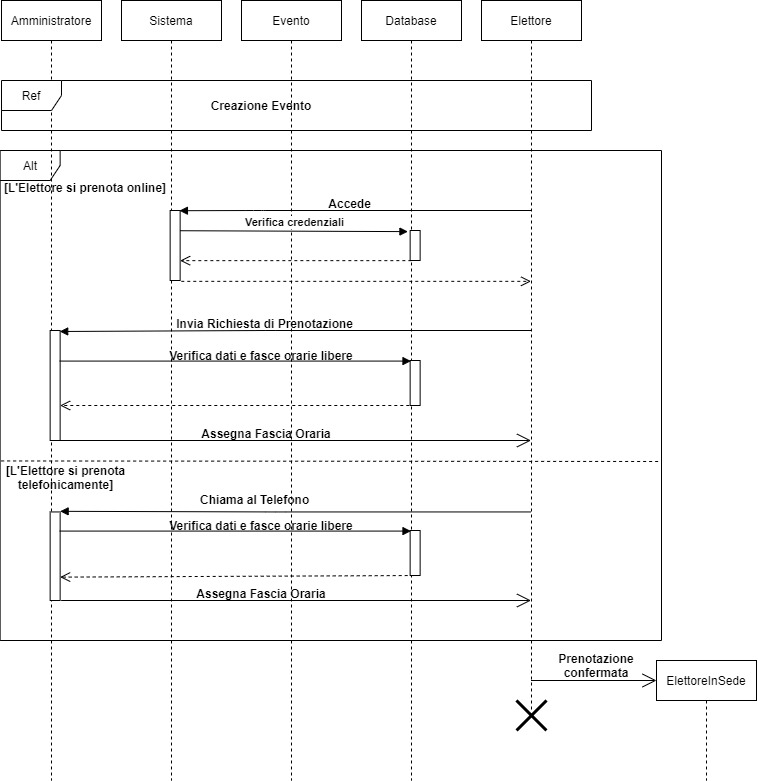 Amministratore
Sistema
Evento
Database
Elettore
Ref
Creazione Evento
Alt
[L'Elettore si prenota online]
Accede
Verifica credenziali
Invia Richiesta di Prenotazione
Verifica dati e fasce orarie libere
Assegna Fascia Oraria
[L'Elettore si prenota
telefonicamente]
Chiama al Telefono
Verifica dati e fasce orarie libere
Assegna Fascia Oraria
Prenotazione
confermata
ElettoreInSede